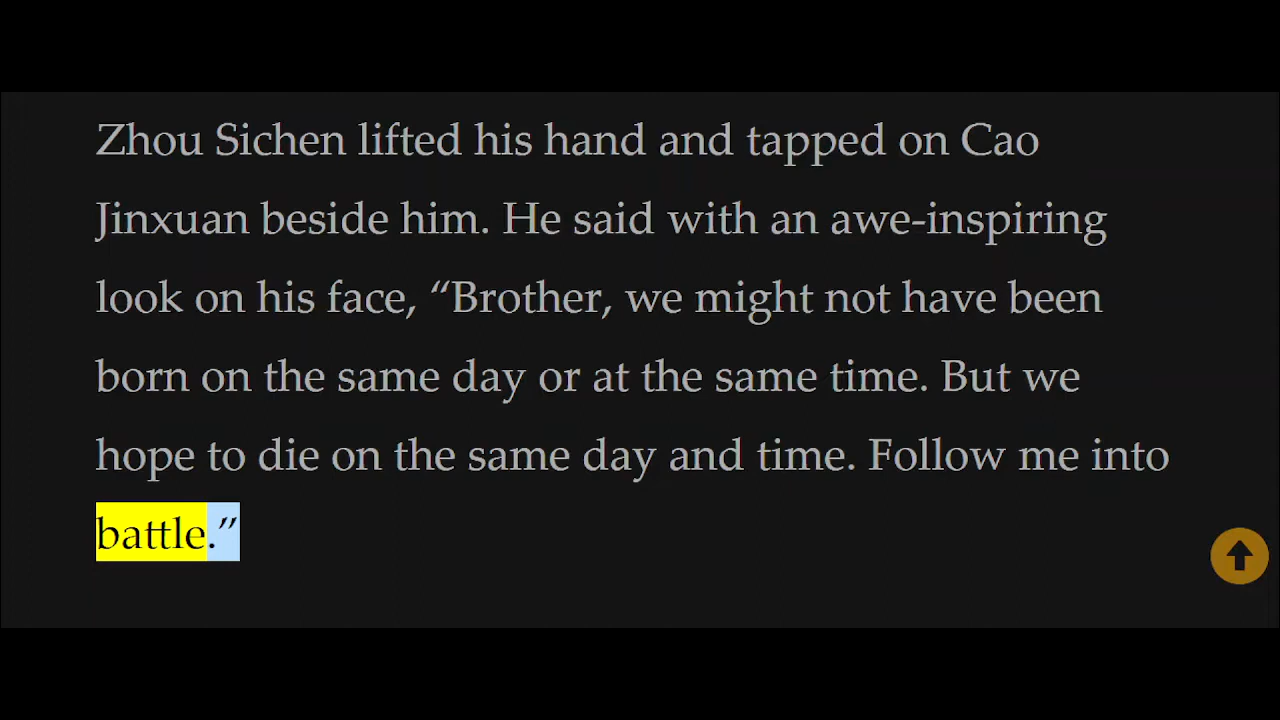 Zhou Sichen lifted his hand and tapped on Cao
Jinxuan beside him. He said with an awe-inspiring
look on his face, “Brother, we might not have been
born on the same day or at the same time. But we
hope to die on the same day and time. Follow me into
battle.”